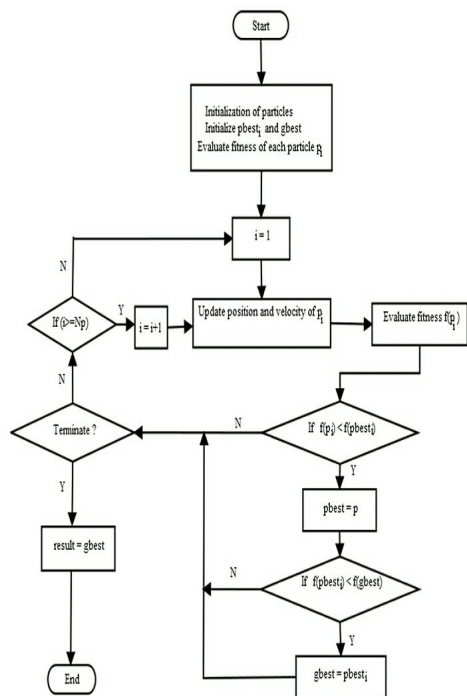 Start
Initialization of particles
Initialize pbest_i and gbest
Evaluate fitness of each particle p_i
i = 1
N
If (i>=Np)
Y
i = i+1
Update position and velocity of p_i
Evaluate fitness f(p_i)
N
Terminate ?
N
If f(p_i) < f(pbest_i)
Y
Y
pbest = p
result = gbest
If f(pbest_i) < f(gbest)
N
Y
End
gbest = pbest_i